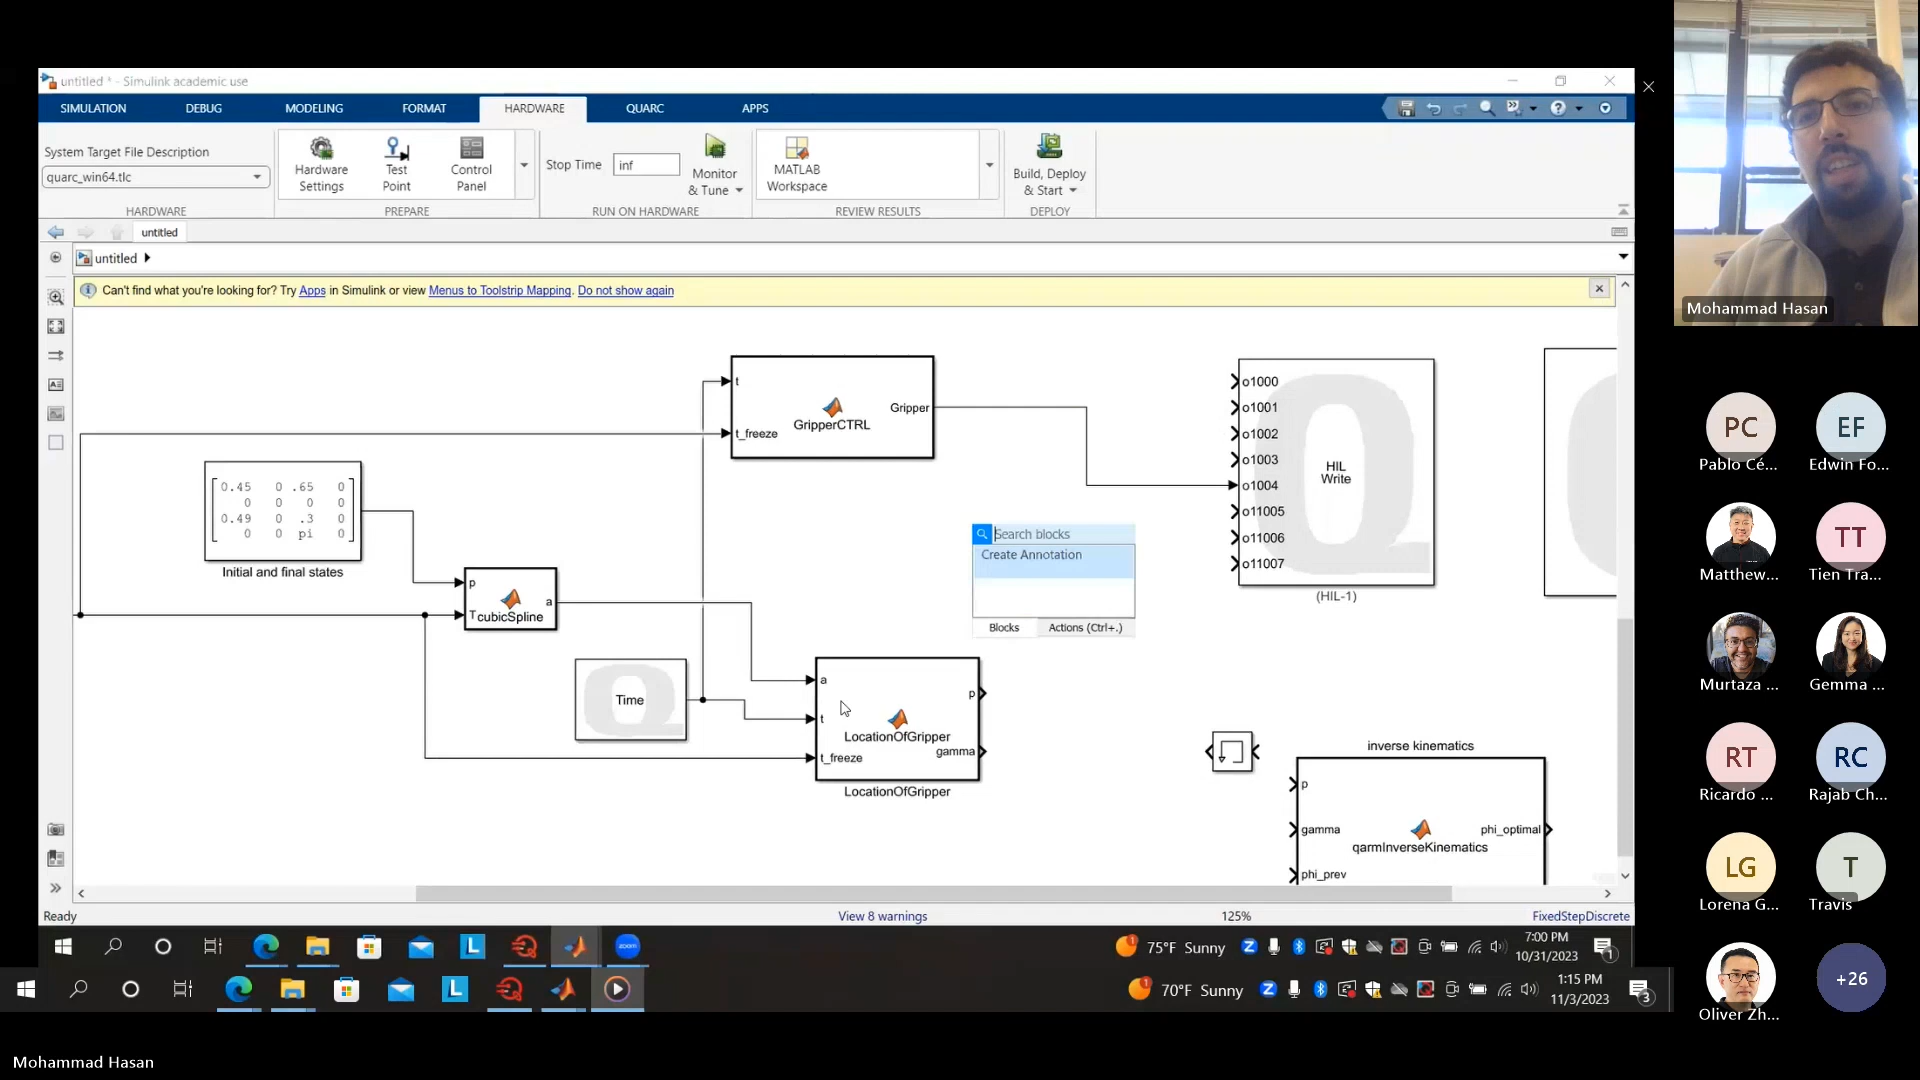 untitled * - Simulink academic use
SIMULATION DEBUG MODELING FORMAT HARDWARE QUARC APPS
System Target File Description
quarc_win64.tlc
HARDWARE
Hardware
Settings
Test
Point
Control
Panel
PREPARE
Stop Time inf
Monitor
& Tune
RUN ON HARDWARE
MATLAB
Workspace
REVIEW RESULTS
Build, Deploy
& Start
DEPLOY
untitled
untitled
Can't find what you're looking for? Try Apps in Simulink or view Menus to Toolstrip Mapping. Do not show again
t
t_freeze
Gripper
GripperCTRL
0.45 0 .65 0
0 0 0 0
0.49 0 .3 0
0 0 pi 0
Initial and final states
p
T
a
cubicSpline
Time
a
t
t_freeze
p
gamma
LocationOfGripper
LocationOfGripper
Search blocks
Create Annotation
Blocks Actions (Ctrl+.)
o1000
o1001
o1002
o1003
o1004
o11005
o11006
o11007
HIL
Write
(HIL-1)
inverse kinematics
p
gamma
phi_prev
phi_optimal
qarmInverseKinematics
Ready View 8 warnings 125% FixedStepDiscrete
zoom
75°F Sunny
7:00 PM
10/31/2023
1
70°F Sunny
1:15 PM
11/3/2023
3
Mohammad Hasan
Mohammad Hasan
PC
Pablo Cé...
EF
Edwin Fo...
Matthew...
TT
Tien Tra...
Murtaza ...
Gemma ...
RT
Ricardo ...
RC
Rajab Ch...
LG
Lorena G...
T
Travis
Oliver Zh...
+26